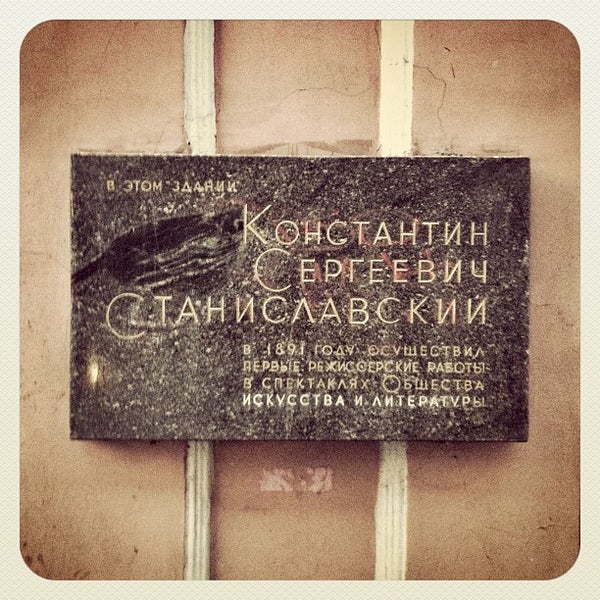 В ЭТОМ ЗДАНИИ
КОНСТАНТИН
СЕРГЕЕВИЧ
СТАНИСЛАВСКИЙ
В 1891 ГОДУ ОСУЩЕСТВИЛ
ПЕРВЫЕ РЕЖИССЕРСКИЕ РАБОТЫ
В СПЕКТАКЛЯХ ОБЩЕСТВА
ИСКУССТВА И ЛИТЕРАТУРЫ